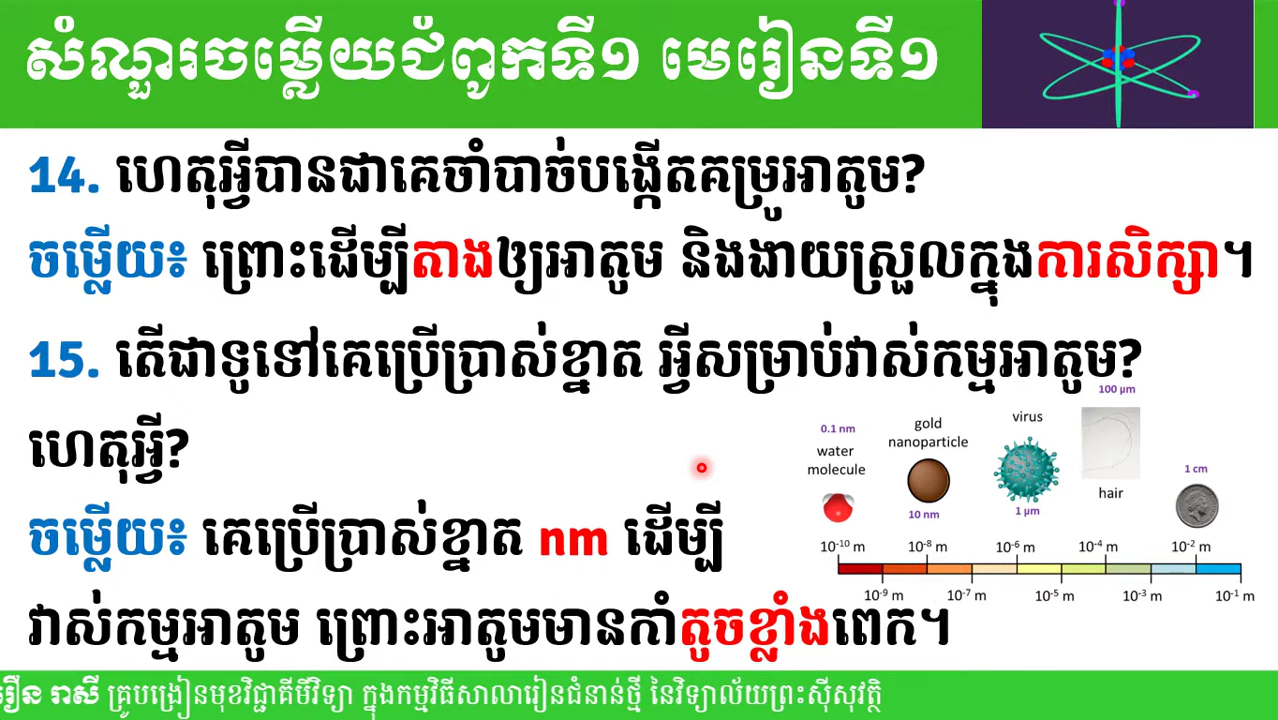 សំណួរចម្លើយជំពូកទី១ មេរៀនទី១
14. ហេតុអ្វីបានជាគេចាំបាច់បង្កើតគម្រូអាតូម?
ចម្លើយ៖ ព្រោះដើម្បីតាងឲ្យអាតូម និងងាយស្រួលក្នុងការសិក្សា។
15. តើជាទូទៅគេប្រើប្រាស់ខ្នាត អ្វីសម្រាប់វាស់កម្មអាតូម?
ហេតុអ្វី?
ចម្លើយ៖ គេប្រើប្រាស់ខ្នាត nm ដើម្បី
វាស់កម្មអាតូម ព្រោះអាតូមមានកាំតូចខ្លាំងពេក។
0.1 nm
water
molecule
gold
nanoparticle
10 nm
virus
1 µm
100 µm
hair
1 cm
10⁻¹⁰ m 10⁻⁸ m 10⁻⁶ m 10⁻⁴ m 10⁻² m
10⁻⁹ m 10⁻⁷ m 10⁻⁵ m 10⁻³ m 10⁻¹ m
រឿន រាសី គ្រូបង្រៀនមុខវិជ្ជាគីមីវិទ្យា ក្នុងកម្មវិធីសាលារៀនជំនាន់ថ្មី នៃវិទ្យាល័យព្រះស៊ីសុវត្ថិ